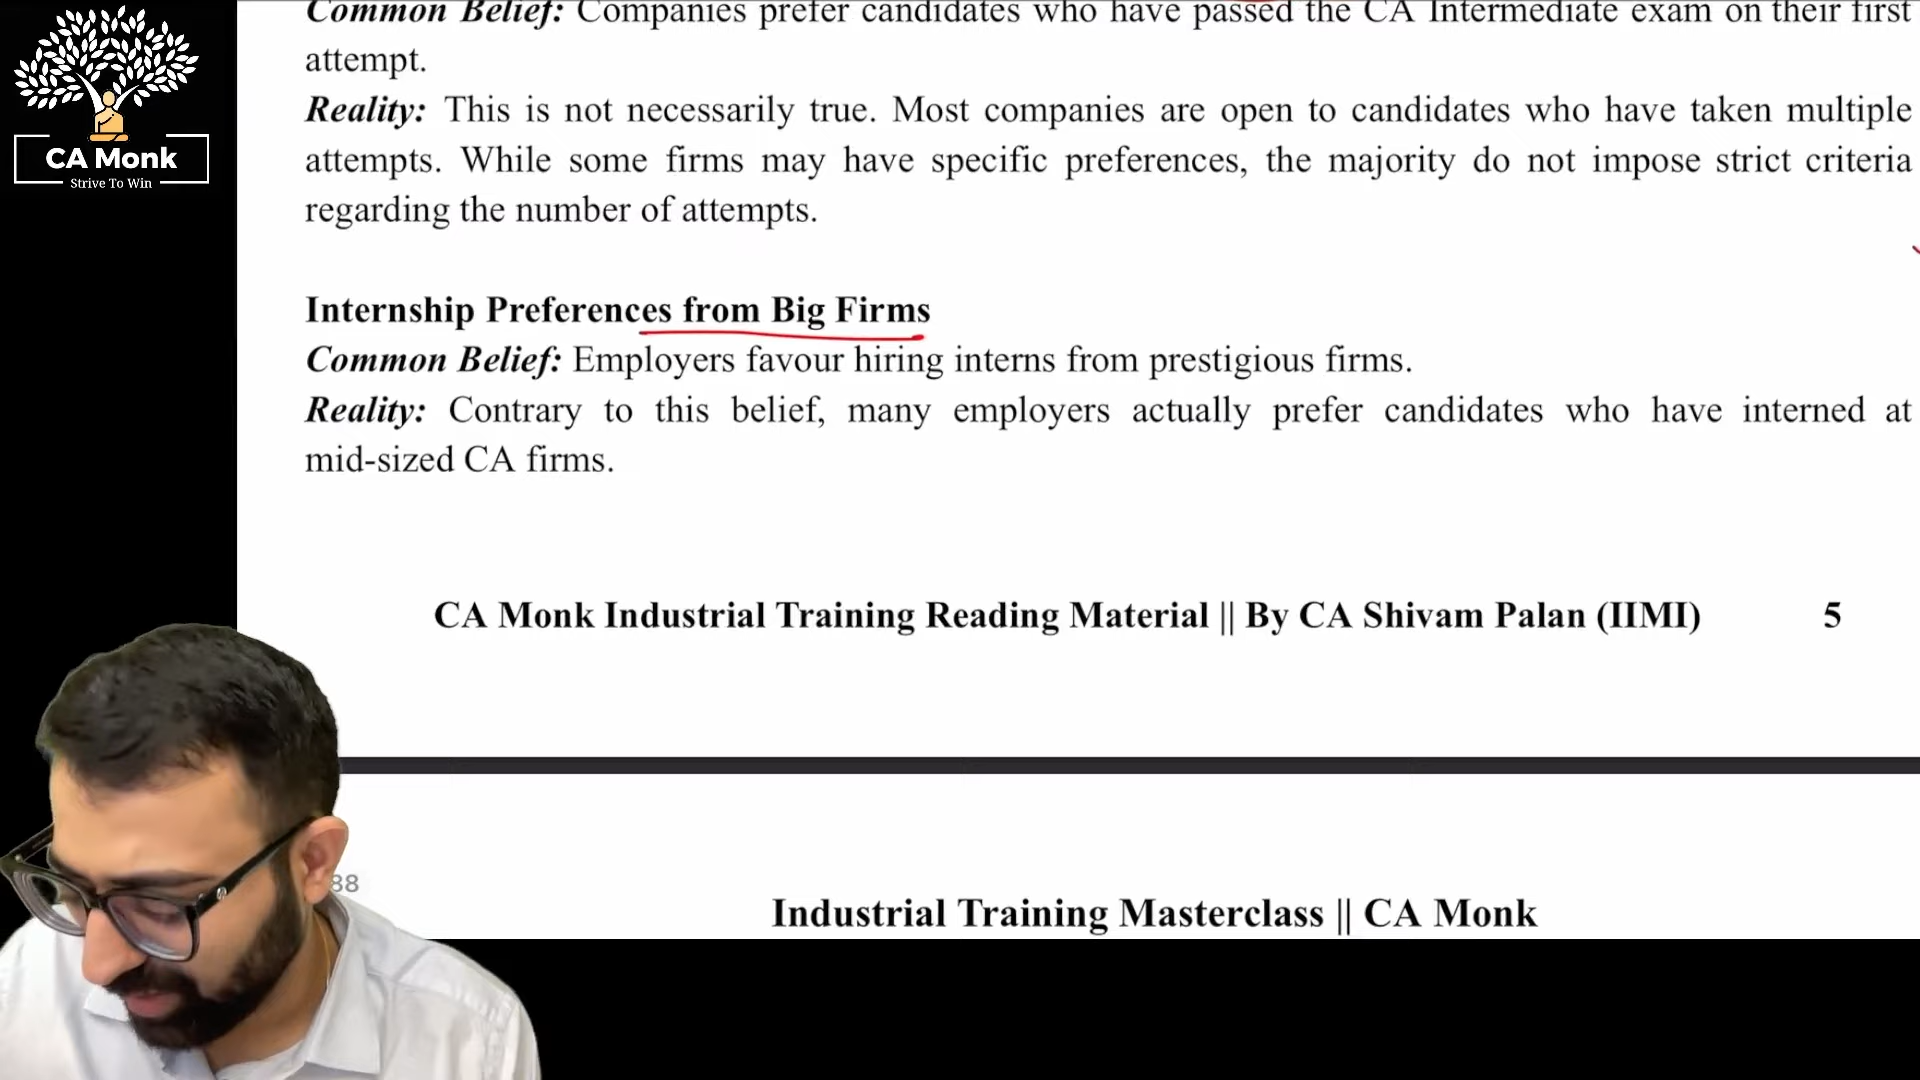 CA Monk
Strive To Win
Common Belief: Companies prefer candidates who have passed the CA Intermediate exam on their first
attempt.
Reality: This is not necessarily true. Most companies are open to candidates who have taken multiple
attempts. While some firms may have specific preferences, the majority do not impose strict criteria
regarding the number of attempts.
Internship Preferences from Big Firms
Common Belief: Employers favour hiring interns from prestigious firms.
Reality: Contrary to this belief, many employers actually prefer candidates who have interned at
mid-sized CA firms.
CA Monk Industrial Training Reading Material || By CA Shivam Palan (IIMI) 5
Industrial Training Masterclass || CA Monk